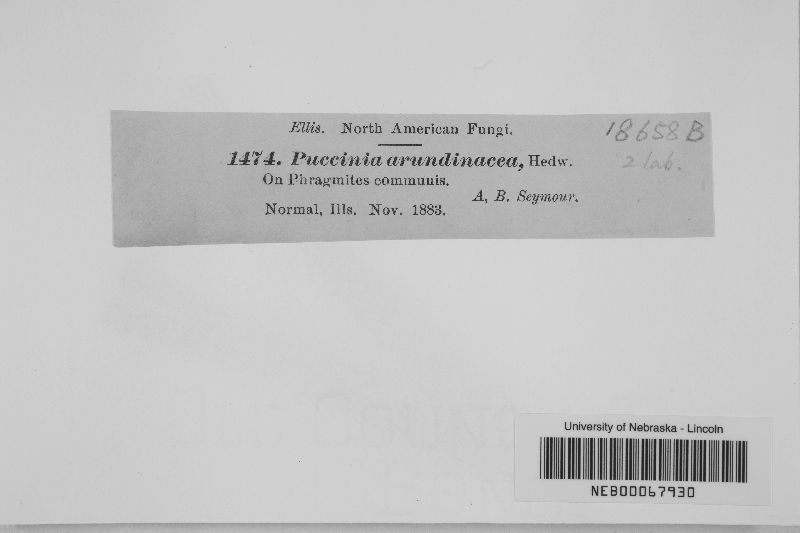 Ellis. North American Fungi.
18658 B
1474. Puccinia arundinacea, Hedw.
2 lab.
On Phragmites communis.
A, B. Seymour.
Normal, Ills. Nov. 1883.
University of Nebraska - Lincoln
NEB00067930